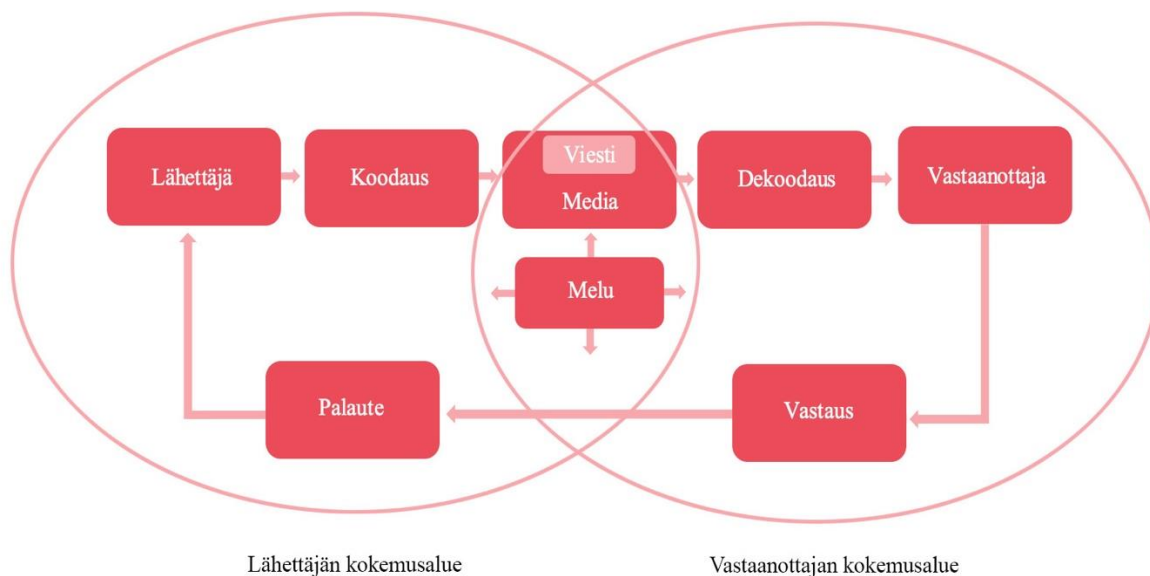 Lähettäjä
Koodaus
Viesti
Media
Dekoodaus
Vastaanottaja
Melu
Palaute
Vastaus
Lähettäjän kokemusalue
Vastaanottajan kokemusalue